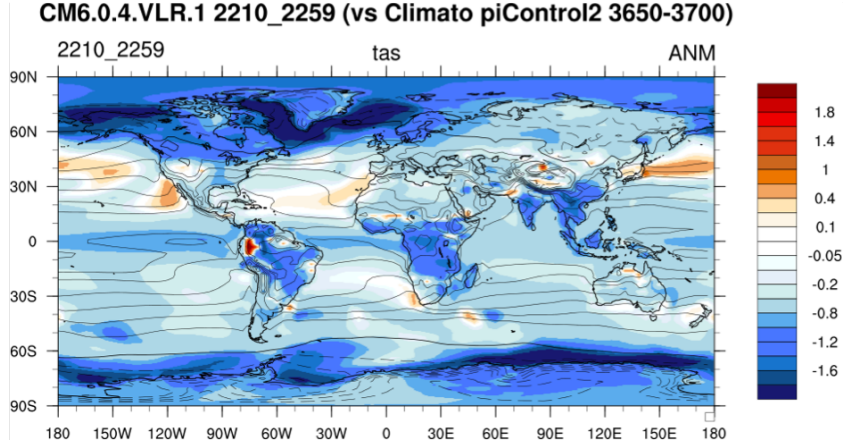 CM6.0.4.VLR.1 2210_2259 (vs Climato piControl2 3650-3700)
2210_2259 tas ANM
90N
60N
30N
0
30S
60S
90S
180 150W 120W 90W 60W 30W 0 30E 60E 90E 120E 150E 180
1.8
1.4
1
0.4
0.1
-0.05
-0.2
-0.8
-1.2
-1.6